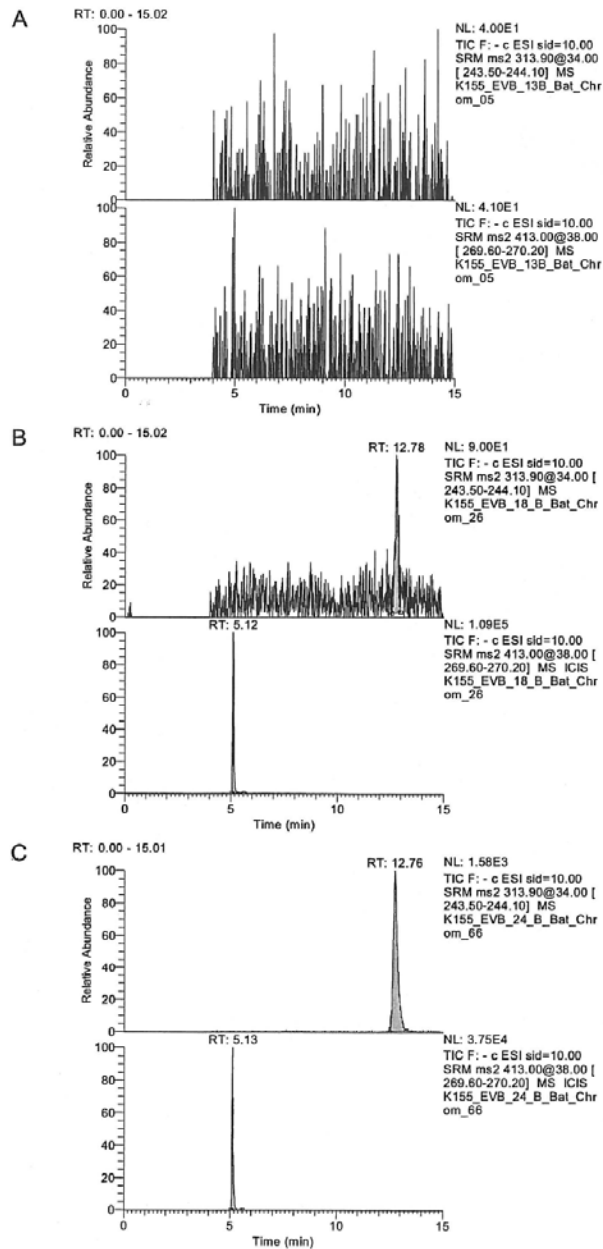 A
RT: 0.00 - 15.02
NL: 4.00E1
TIC F: - c ESI sid=10.00
SRM ms2 313.90@34.00
[ 243.50-244.10] MS
K155_EVB_13B_Bat_Chr
om_05
Relative Abundance
100
80
60
40
20
0
NL: 4.10E1
TIC F: - c ESI sid=10.00
SRM ms2 413.00@38.00
[ 269.60-270.20] MS
K155_EVB_13B_Bat_Chr
om_05
100
80
60
40
20
0
0 5 10 15
Time (min)
B
RT: 0.00 - 15.02
RT: 12.78
NL: 9.00E1
TIC F: - c ESI sid=10.00
SRM ms2 313.90@34.00 [
243.50-244.10] MS
K155_EVB_18_B_Bat_Chr
om_26
Relative Abundance
100
80
60
40
20
0
RT: 5.12
NL: 1.09E5
TIC F: - c ESI sid=10.00
SRM ms2 413.00@38.00 [
269.60-270.20] MS ICIS
K155_EVB_18_B_Bat_Chr
om_26
100
80
60
40
20
0
0 5 10 15
Time (min)
C
RT: 0.00 - 15.01
RT: 12.76
NL: 1.58E3
TIC F: - c ESI sid=10.00
SRM ms2 313.90@34.00 [
243.50-244.10] MS
K155_EVB_24_B_Bat_Chr
om_66
Relative Abundance
100
80
60
40
20
0
RT: 5.13
NL: 3.75E4
TIC F: - c ESI sid=10.00
SRM ms2 413.00@38.00 [
269.60-270.20] MS ICIS
K155_EVB_24_B_Bat_Chr
om_66
100
80
60
40
20
0
0 5 10 15
Time (min)